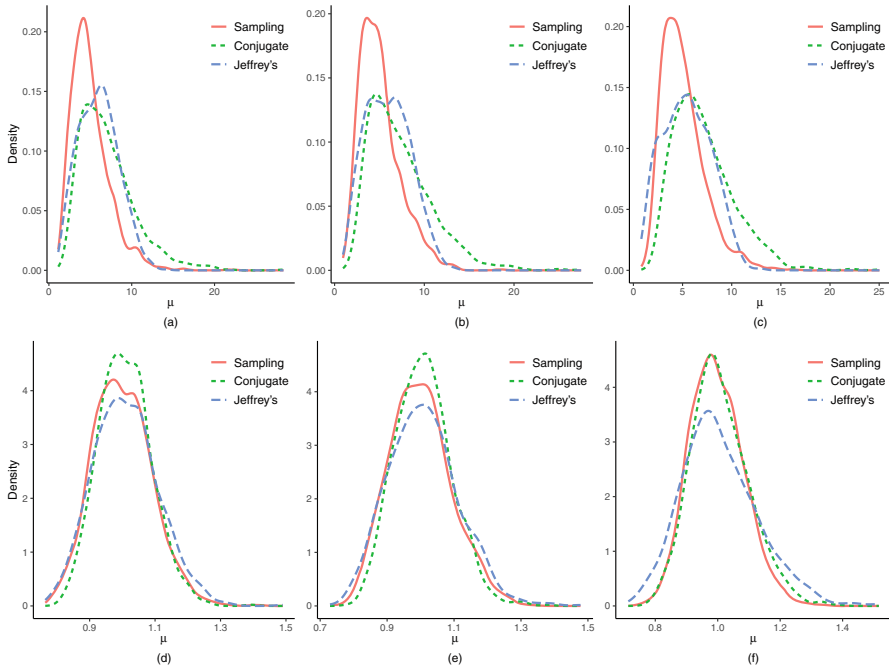 Sampling
Conjugate
Jeffrey's
0.20
0.15
0.10
0.05
0.00
Density
0
10
20
μ
(a)
Sampling
Conjugate
Jeffrey's
0.20
0.15
0.10
0.05
0.00
0
10
20
μ
(b)
Sampling
Conjugate
Jeffrey's
0.20
0.15
0.10
0.05
0.00
0
5
10
15
20
25
μ
(c)
Sampling
Conjugate
Jeffrey's
4
3
2
1
0
Density
0.9
1.1
1.3
1.5
μ
(d)
Sampling
Conjugate
Jeffrey's
4
3
2
1
0
0.7
0.9
1.1
1.3
1.5
μ
(e)
Sampling
Conjugate
Jeffrey's
4
3
2
1
0
0.8
1.0
1.2
1.4
μ
(f)